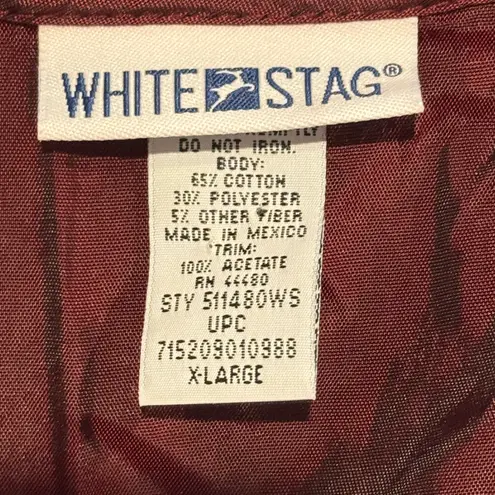 WHITE STAG®
DO NOT IRON.
BODY:
65% COTTON
30% POLYESTER
5% OTHER FIBER
MADE IN MEXICO
TRIM:
100% ACETATE
RN 44480
STY 511480WS
UPC
715209010988
X-LARGE